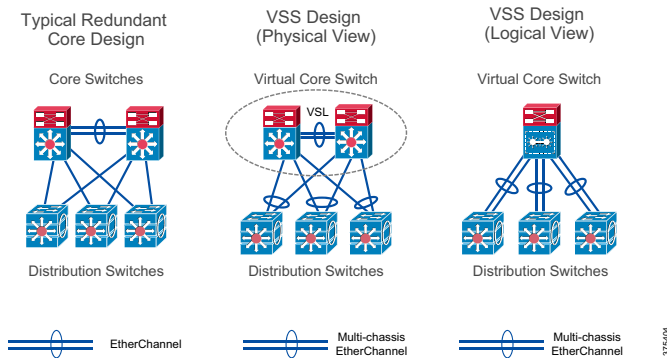 Typical Redundant
Core Design
VSS Design
(Physical View)
VSS Design
(Logical View)
Core Switches
Virtual Core Switch
Virtual Core Switch
VSL
Distribution Switches
Distribution Switches
Distribution Switches
EtherChannel
Multi-chassis
EtherChannel
Multi-chassis
EtherChannel